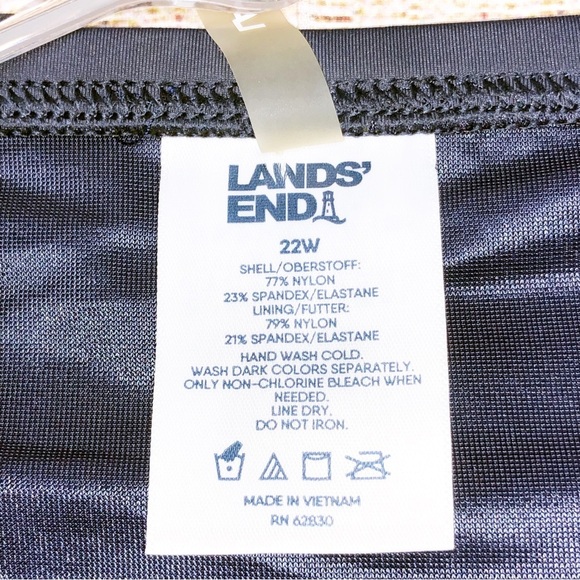 LANDS'
END
22W
SHELL/OBERSTOFF:
77% NYLON
23% SPANDEX/ELASTANE
LINING/FUTTER:
79% NYLON
21% SPANDEX/ELASTANE
HAND WASH COLD.
WASH DARK COLORS SEPARATELY.
ONLY NON-CHLORINE BLEACH WHEN
NEEDED.
LINE DRY.
DO NOT IRON.
MADE IN VIETNAM
RN 62830